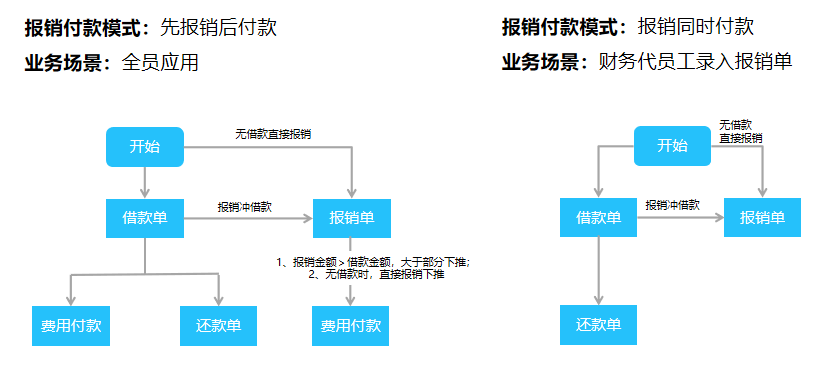 报销付款模式：先报销后付款
业务场景：全员应用
开始
无借款直接报销
借款单
报销冲借款
报销单
1、报销金额＞借款金额，大于部分下推；
2、无借款时，直接报销下推
费用付款
还款单
费用付款
报销付款模式：报销同时付款
业务场景：财务代员工录入报销单
开始
无借款
直接报销
借款单
报销冲借款
报销单
还款单